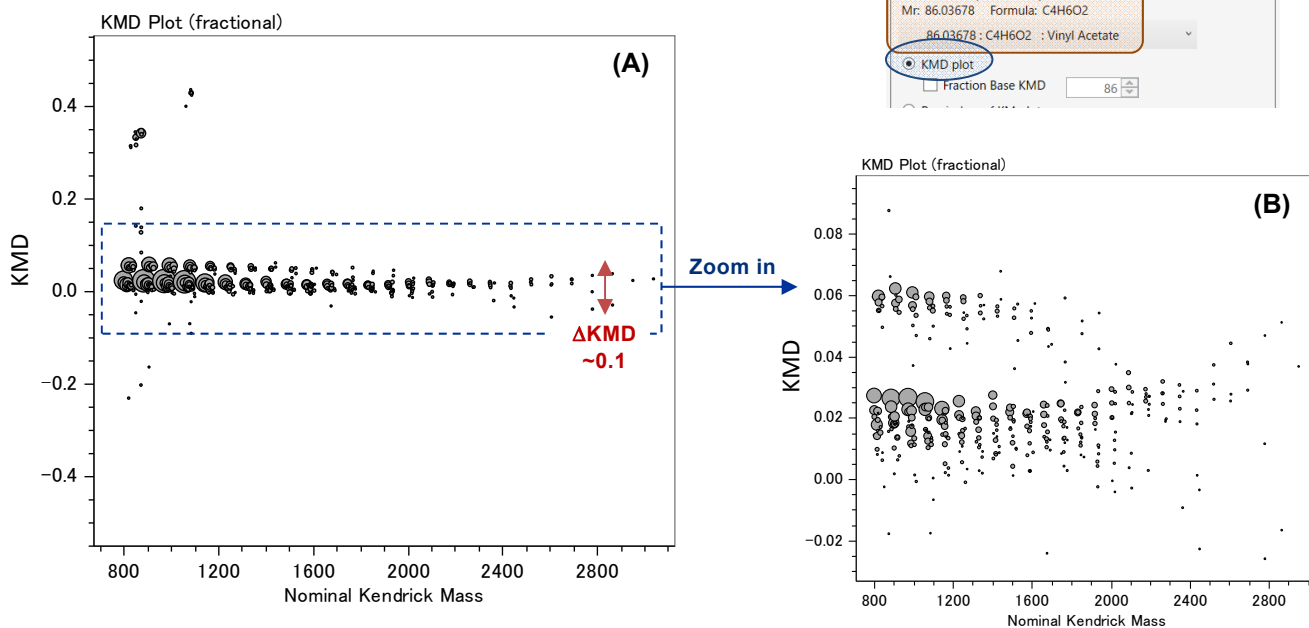 KMD Plot (fractional)
(A)
KMD
0.4
0.2
0.0
−0.2
−0.4
800 1200 1600 2000 2400 2800
Nominal Kendrick Mass
ΔKMD
~0.1
Zoom in
Mr: 86.03678 Formula: C4H6O2
86.03678 : C4H6O2 : Vinyl Acetate
KMD plot
Fraction Base KMD 86
KMD Plot (fractional)
(B)
KMD
0.08
0.06
0.04
0.02
0.00
−0.02
800 1200 1600 2000 2400 2800
Nominal Kendrick Mass